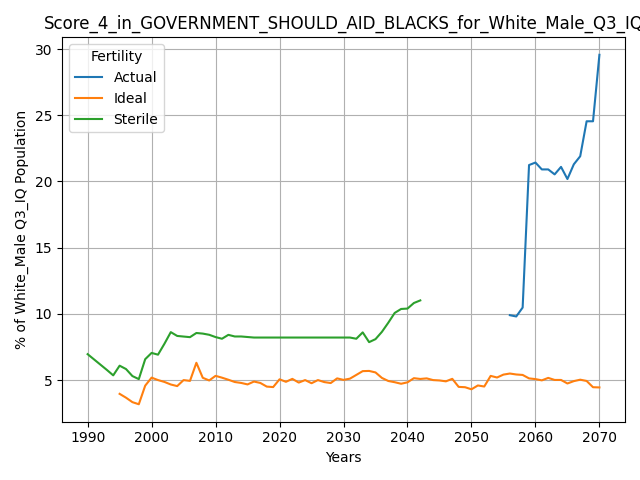 Score_4_in_GOVERNMENT_SHOULD_AID_BLACKS_for_White_Male_Q3_IQ
Fertility
Actual
Ideal
Sterile
% of White_Male Q3_IQ Population
30
25
20
15
10
5
1990 2000 2010 2020 2030 2040 2050 2060 2070
Years